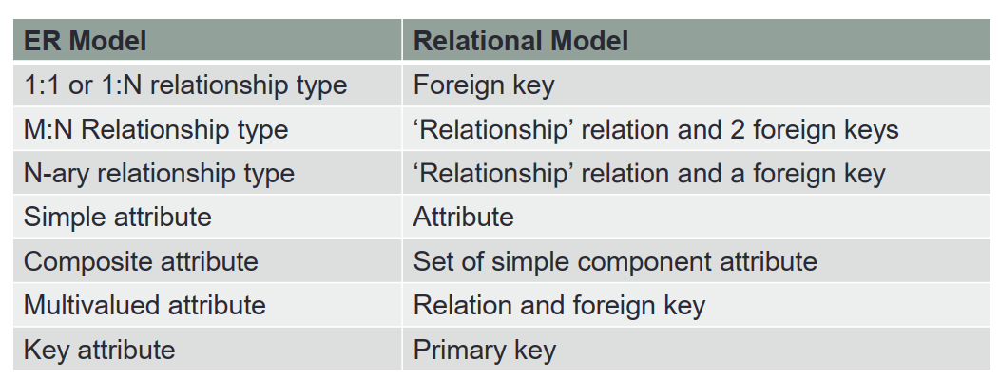 ER Model Relational Model
1:1 or 1:N relationship type Foreign key
M:N Relationship type ‘Relationship’ relation and 2 foreign keys
N-ary relationship type ‘Relationship’ relation and a foreign key
Simple attribute Attribute
Composite attribute Set of simple component attribute
Multivalued attribute Relation and foreign key
Key attribute Primary key